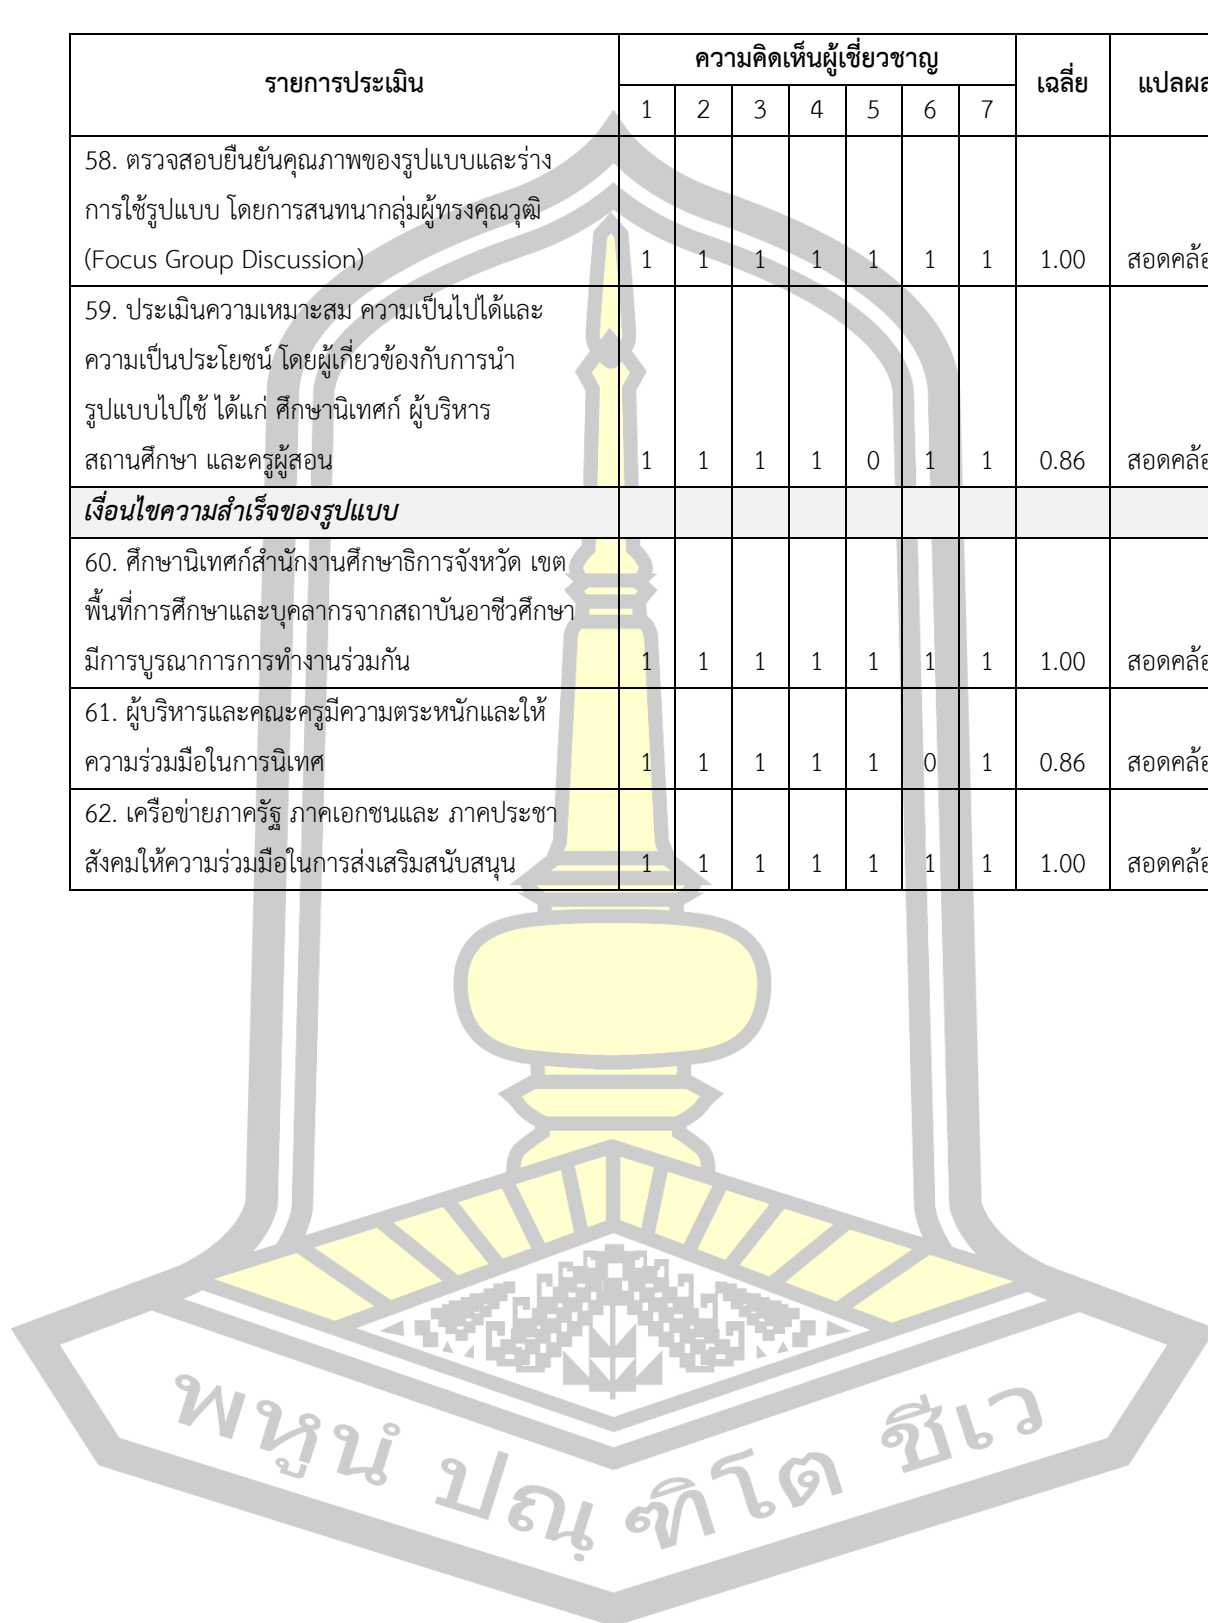 รายการประเมิน ความคิดเห็นผู้เชี่ยวชาญ เฉลี่ย
1 2 3 4 5 6 7
58. ตรวจสอบยืนยันคุณภาพของรูปแบบและร่าง
การใช้รูปแบบ โดยการสนทนากลุ่มผู้ทรงคุณวุฒิ
(Focus Group Discussion) 1 1 1 1 1 1 1 1.00
59. ประเมินความเหมาะสม ความเป็นไปได้และ
ความเป็นประโยชน์ โดยผู้เกี่ยวข้องกับการนำ
รูปแบบไปใช้ ได้แก่ ศึกษานิเทศก์ ผู้บริหาร
สถานศึกษา และครูผู้สอน 1 1 1 1 0 1 1 0.86
เงื่อนไขความสำเร็จของรูปแบบ
60. ศึกษานิเทศก์สำนักงานศึกษาธิการจังหวัด เขต
พื้นที่การศึกษาและบุคลากรจากสถาบันอาชีวศึกษา
มีการบูรณาการการทำงานร่วมกัน 1 1 1 1 1 1 1 1.00
61. ผู้บริหารและคณะครูมีความตระหนักและให้
ความร่วมมือในการนิเทศ 1 1 1 1 1 0 1 0.86
62. เครือข่ายภาครัฐ ภาคเอกชนและ ภาคประชา
สังคมให้ความร่วมมือในการส่งเสริมสนับสนุน 1 1 1 1 1 1 1 1.00
พหูนํ ปณฺ ฑิโต ชีเว